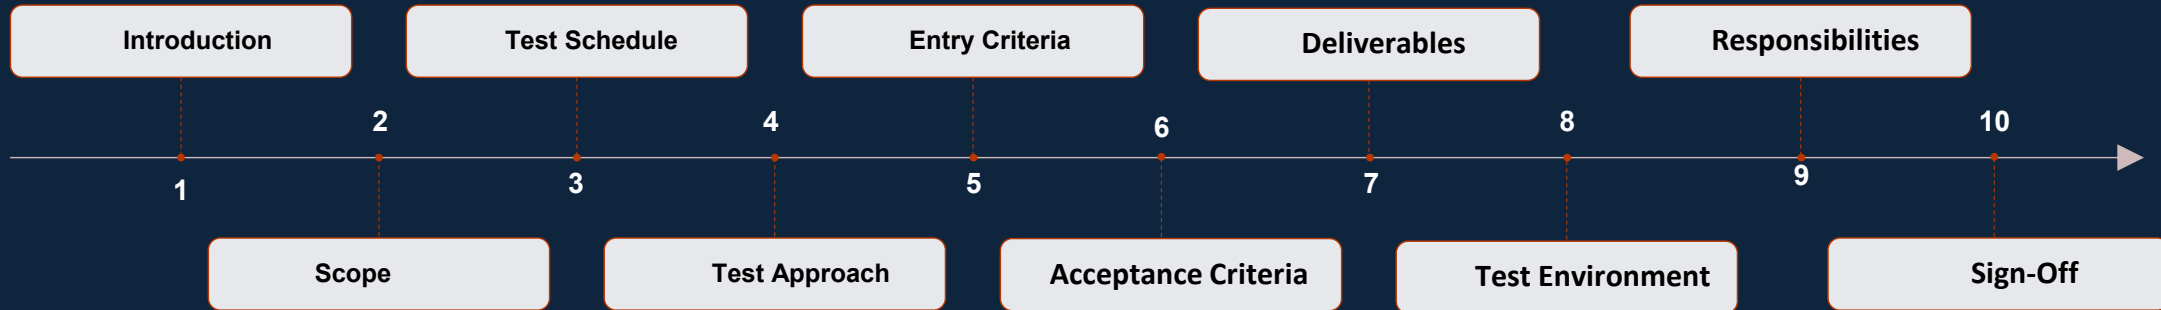 Introduction
Test Schedule
Entry Criteria
Deliverables
Responsibilities
2
4
6
8
10
1
3
5
7
9
Scope
Test Approach
Acceptance Criteria
Test Environment
Sign-Off